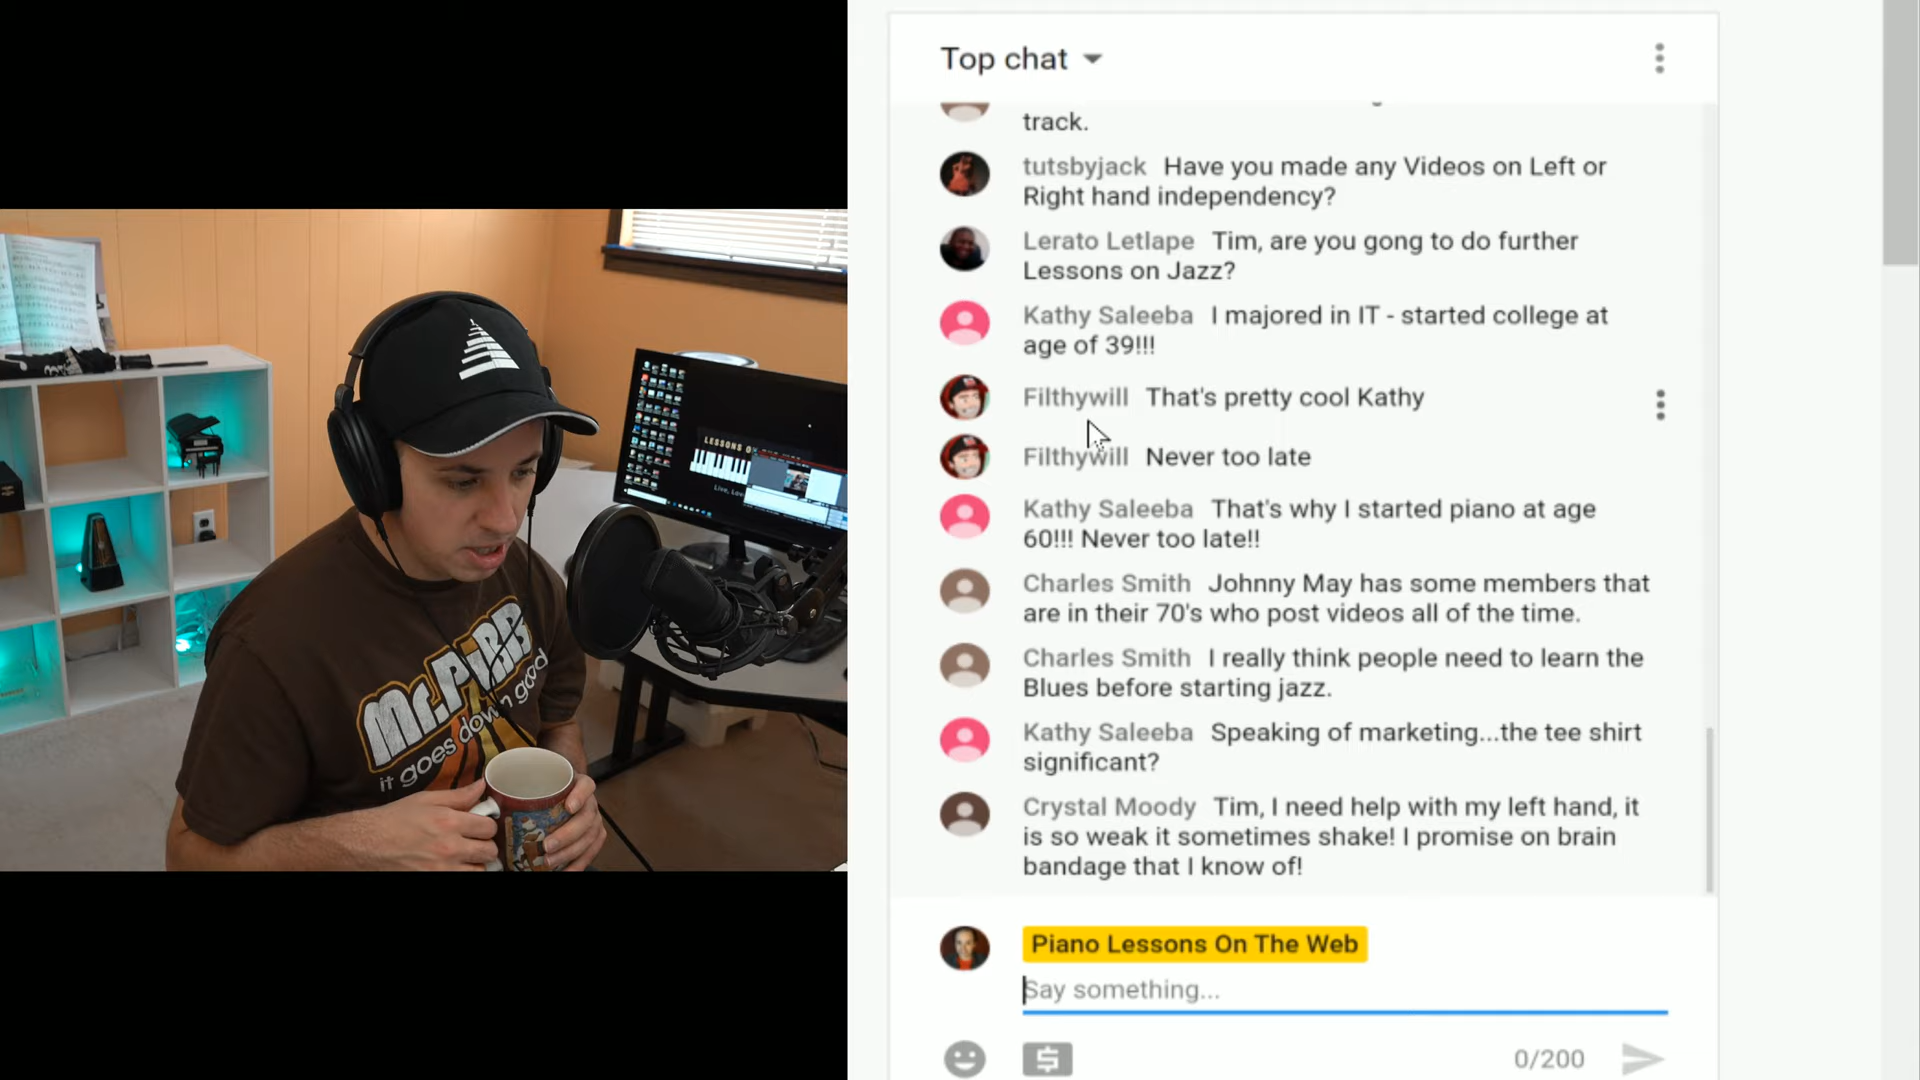 Top chat
track.
tutsbyjack Have you made any Videos on Left or
Right hand independency?
Lerato Letlape Tim, are you gong to do further
Lessons on Jazz?
Kathy Saleeba I majored in IT - started college at
age of 39!!!
Filthywill That's pretty cool Kathy
Filthywill Never too late
Kathy Saleeba That's why I started piano at age
60!!! Never too late!!
Charles Smith Johnny May has some members that
are in their 70's who post videos all of the time.
Charles Smith I really think people need to learn the
Blues before starting jazz.
Kathy Saleeba Speaking of marketing...the tee shirt
significant?
Crystal Moody Tim, I need help with my left hand, it
is so weak it sometimes shake! I promise on brain
bandage that I know of!
Piano Lessons On The Web
Say something...
0/200
LESSONS
Mr. PiBB
it goes down good